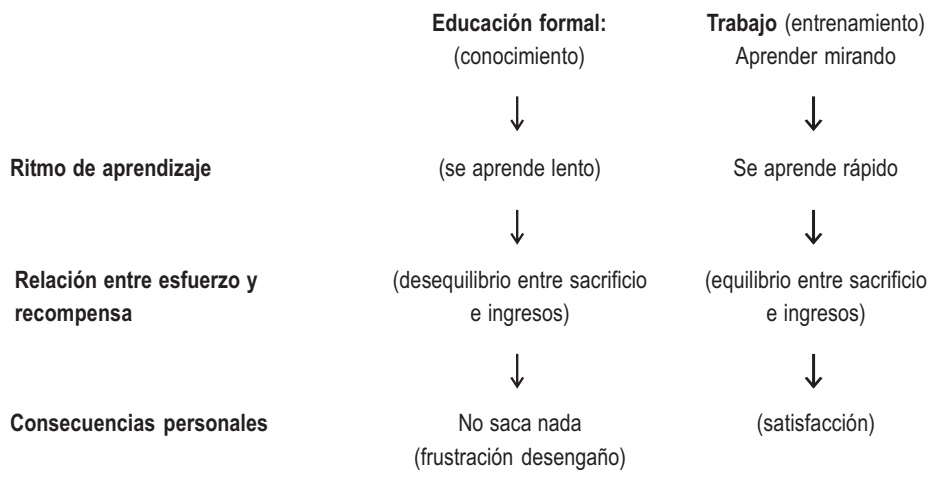 Educación formal: Trabajo (entrenamiento)
(conocimiento) Aprender mirando
Ritmo de aprendizaje (se aprende lento) Se aprende rápido
Relación entre esfuerzo y (desequilibrio entre sacrificio (equilibrio entre sacrificio
recompensa e ingresos) e ingresos)
Consecuencias personales No saca nada (satisfacción)
(frustración desengaño)